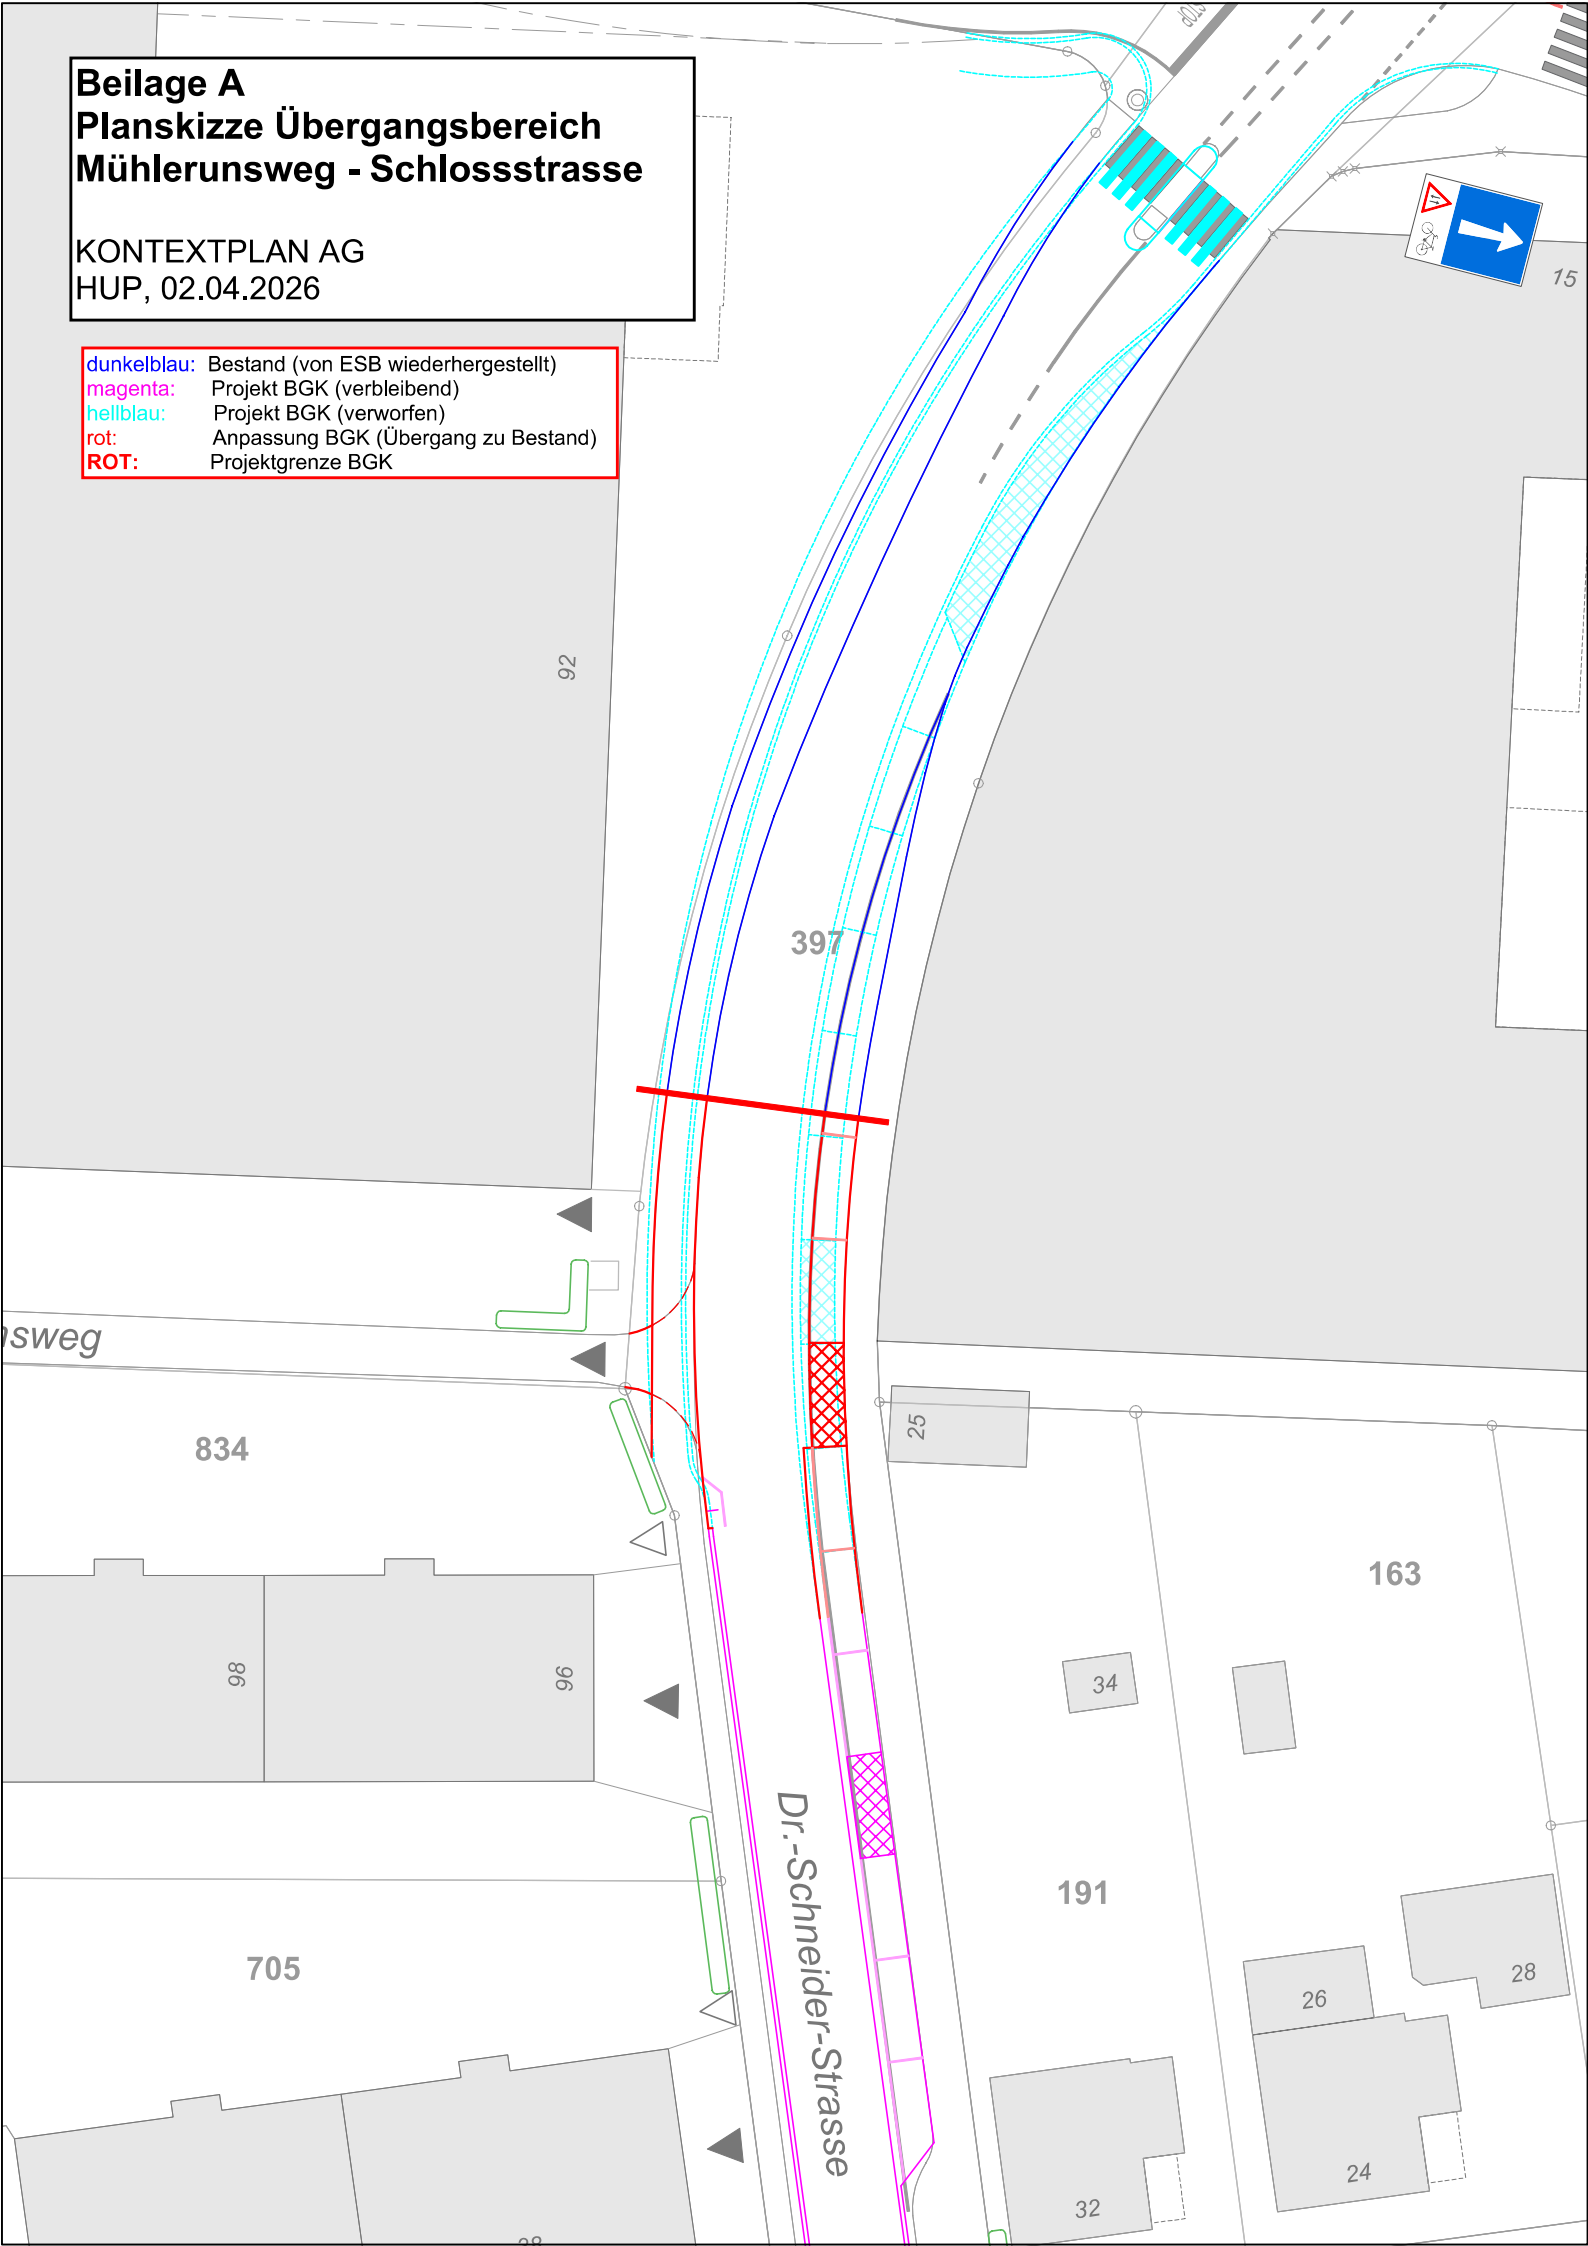 Beilage A
Planskizze Übergangsbereich
Mühlerunsweg - Schlossstrasse
KONTEXTPLAN AG
HUP, 02.04.2026
dunkelblau: Bestand (von ESB wiederhergestellt)
magenta: Projekt BGK (verbleibend)
hellblau: Projekt BGK (verworfen)
rot: Anpassung BGK (Übergang zu Bestand)
ROT: Projektgrenze BGK
STOP
15
92
397
nsweg
834
25
163
98
96
34
Dr.-Schneider-Strasse
191
705
26
28
24
32